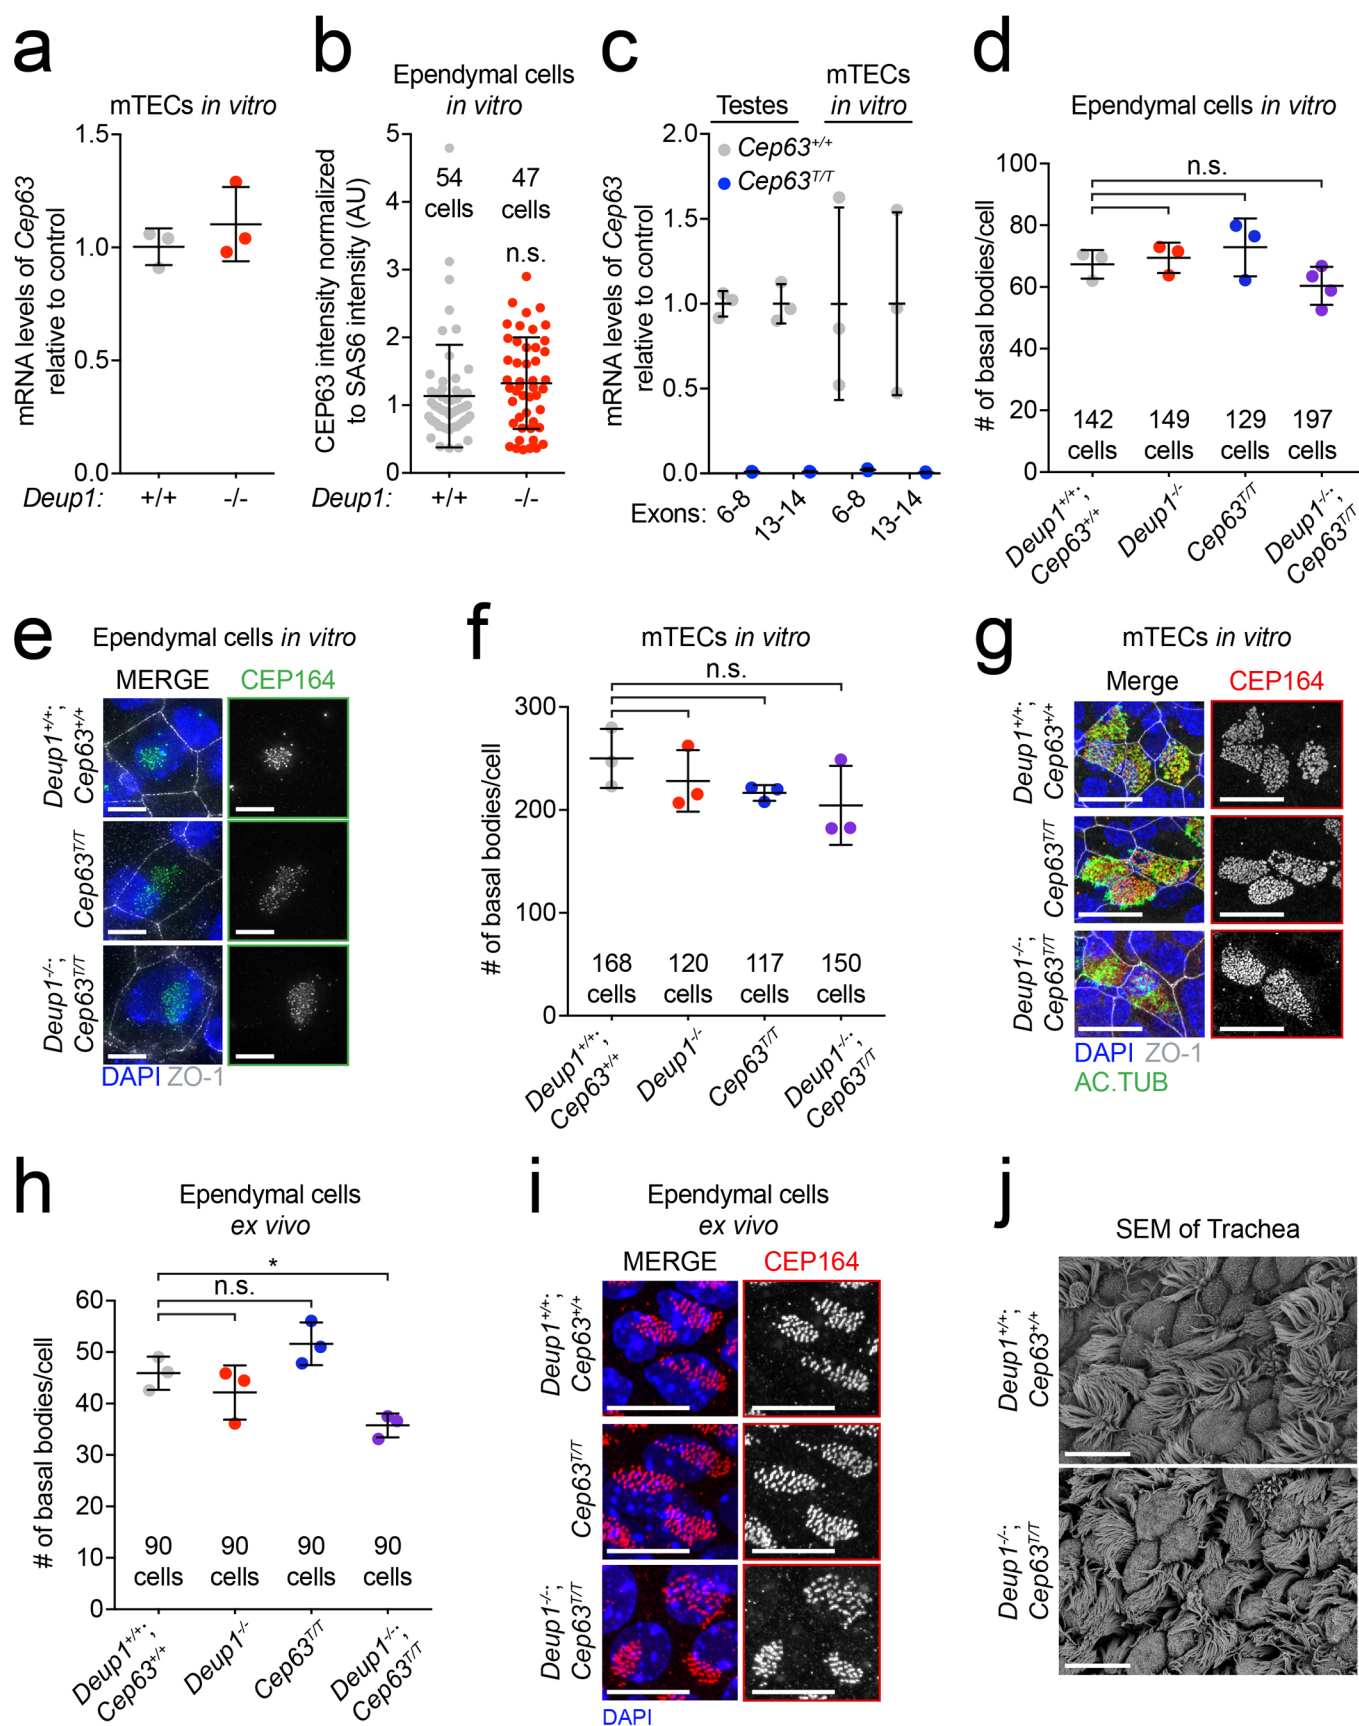 a
mTECs in vitro
mRNA levels of Cep63
relative to control
1.5
1.0
0.5
0.0
Deup1: +/+ -/-
b
Ependymal cells
in vitro
CEP63 intensity normalized
to SAS6 intensity (AU)
5
4
3
2
1
0
54
cells
47
cells
n.s.
Deup1: +/+ -/-
c
mTECs
Testes in vitro
mRNA levels of Cep63
relative to control
2.0
1.5
1.0
0.5
0.0
Cep63+/+
Cep63T/T
Exons: 6-8 13-14 6-8 13-14
d
Ependymal cells in vitro
# of basal bodies/cell
100
80
60
40
20
0
n.s.
142
cells
149
cells
129
cells
197
cells
Deup1+/+;
Cep63+/+
Deup1-/-
Cep63T/T
Deup1-/-;
Cep63T/T
e
Ependymal cells in vitro
MERGE CEP164
Deup1+/+;
Cep63+/+
Cep63T/T
Deup1-/-;
Cep63T/T
DAPI ZO-1
f
mTECs in vitro
# of basal bodies/cell
300
200
100
0
n.s.
168
cells
120
cells
117
cells
150
cells
Deup1+/+;
Cep63+/+
Deup1-/-
Cep63T/T
Deup1-/-;
Cep63T/T
g
mTECs in vitro
Merge CEP164
Deup1+/+;
Cep63+/+
Cep63T/T
Deup1-/-;
Cep63T/T
DAPI ZO-1
AC.TUB
h
Ependymal cells
ex vivo
# of basal bodies/cell
60
50
40
30
20
10
0
*
n.s.
90
cells
90
cells
90
cells
90
cells
Deup1+/+;
Cep63+/+
Deup1-/-
Cep63T/T
Deup1-/-;
Cep63T/T
i
Ependymal cells
ex vivo
MERGE CEP164
Deup1+/+;
Cep63+/+
Cep63T/T
Deup1-/-;
Cep63T/T
DAPI
j
SEM of Trachea
Deup1+/+;
Cep63+/+
Deup1-/-;
Cep63T/T